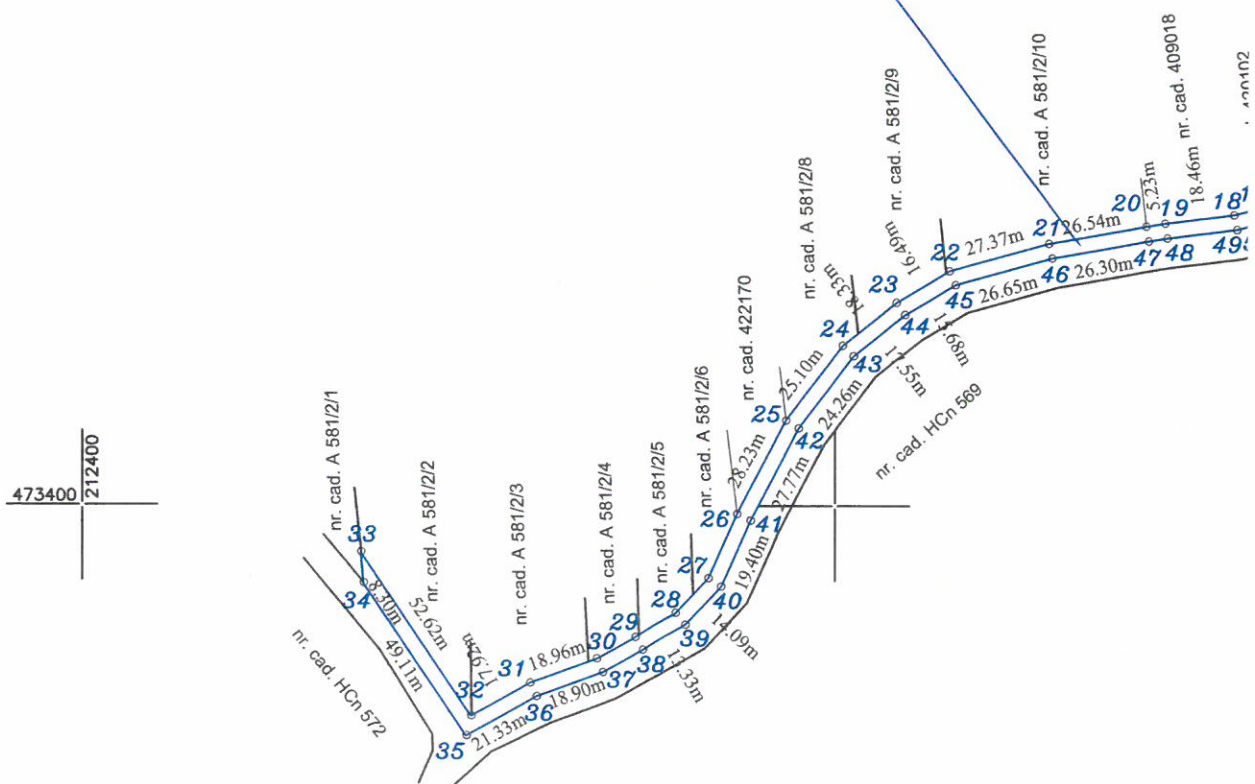 nr. cad. A 581/2/10
nr. cad. 409018
420102
nr. cad. A 581/2/9
nr. cad. A 581/2/8
nr. cad. 422170
nr. cad. A 581/2/6
nr. cad. A 581/2/5
nr. cad. A 581/2/4
nr. cad. A 581/2/3
nr. cad. A 581/2/2
nr. cad. A 581/2/1
20
5.23m
19
18.46m
18
21
26.54m
22
27.37m
47
48
49
46
26.30m
45
26.65m
23
16.49m
44
24
18.33m
43
25.10m
24.26m
nr. cad. HCn 569
25
42
28.23m
27.77m
26
41
19.40m
27
40
14.09m
28
39
29
38
30
37
18.96m
18.90m
31
36
17.92m
32
21.33m
35
33
8.30m
34
52.62m
49.11m
nr. cad. HCn 572
473400
212400